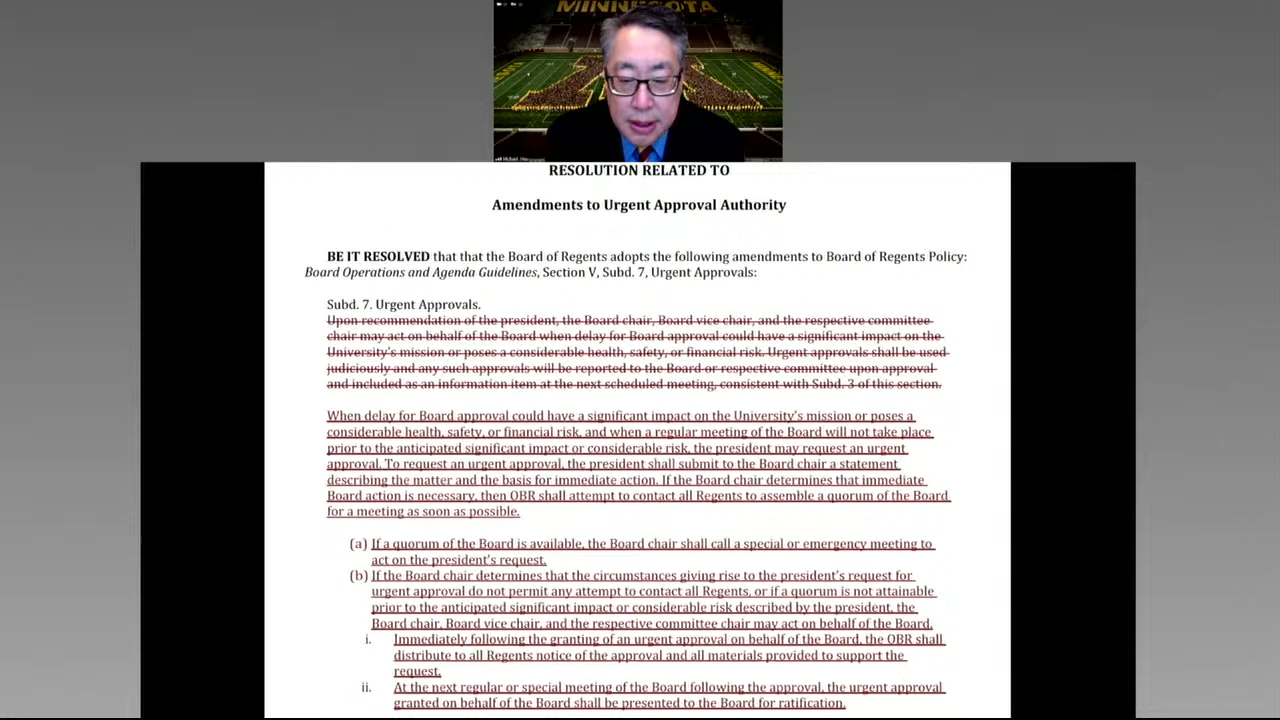 MINNESOTA
RESOLUTION RELATED TO
Amendments to Urgent Approval Authority
BE IT RESOLVED that that the Board of Regents adopts the following amendments to Board of Regents Policy:
Board Operations and Agenda Guidelines, Section V, Subd. 7, Urgent Approvals:
Subd. 7. Urgent Approvals.
Upon recommendation of the president, the Board chair, Board vice chair, and the respective committee
chair may act on behalf of the Board when delay for Board approval could have a significant impact on the
University's mission or poses a considerable health, safety, or financial risk. Urgent approvals shall be used
judiciously and any such approvals will be reported to the Board or respective committee upon approval
and included as an information item at the next scheduled meeting, consistent with Subd. 3 of this section.
When delay for Board approval could have a significant impact on the University's mission or poses a
considerable health, safety, or financial risk, and when a regular meeting of the Board will not take place
prior to the anticipated significant impact or considerable risk, the president may request an urgent
approval. To request an urgent approval, the president shall submit to the Board chair a statement
describing the matter and the basis for immediate action. If the Board chair determines that immediate
Board action is necessary, then OBR shall attempt to contact all Regents to assemble a quorum of the Board
for a meeting as soon as possible.
(a) If a quorum of the Board is available, the Board chair shall call a special or emergency meeting to
act on the president's request.
(b) If the Board chair determines that the circumstances giving rise to the president's request for
urgent approval do not permit any attempt to contact all Regents, or if a quorum is not attainable
prior to the anticipated significant impact or considerable risk described by the president, the
Board chair, Board vice chair, and the respective committee chair may act on behalf of the Board.
i. Immediately following the granting of an urgent approval on behalf of the Board, the OBR shall
distribute to all Regents notice of the approval and all materials provided to support the
request.
ii. At the next regular or special meeting of the Board following the approval, the urgent approval
granted on behalf of the Board shall be presented to the Board for ratification.